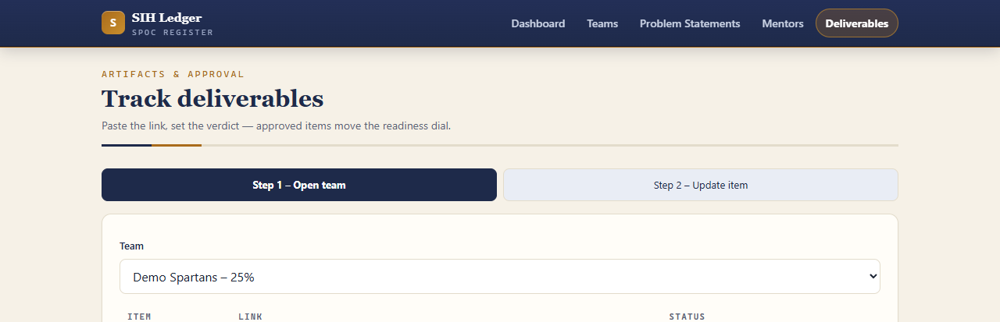 S
SIH Ledger
SPOC REGISTER
Dashboard Teams Problem Statements Mentors Deliverables
ARTIFACTS & APPROVAL
Track deliverables
Paste the link, set the verdict — approved items move the readiness dial.
Step 1 – Open team Step 2 – Update item
Team
Demo Spartans – 25%
ITEM LINK STATUS